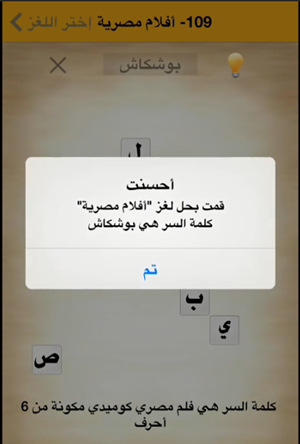 109- أفلام مصرية إختر اللغز
بوشكاش
ل
أحسنت
قمت بحل لغز "أفلام مصرية"
كلمة السر هي بوشكاش
تم
ب
ي
ص
كلمة السر هي فلم مصري كوميدي مكونة من 6
أحرف